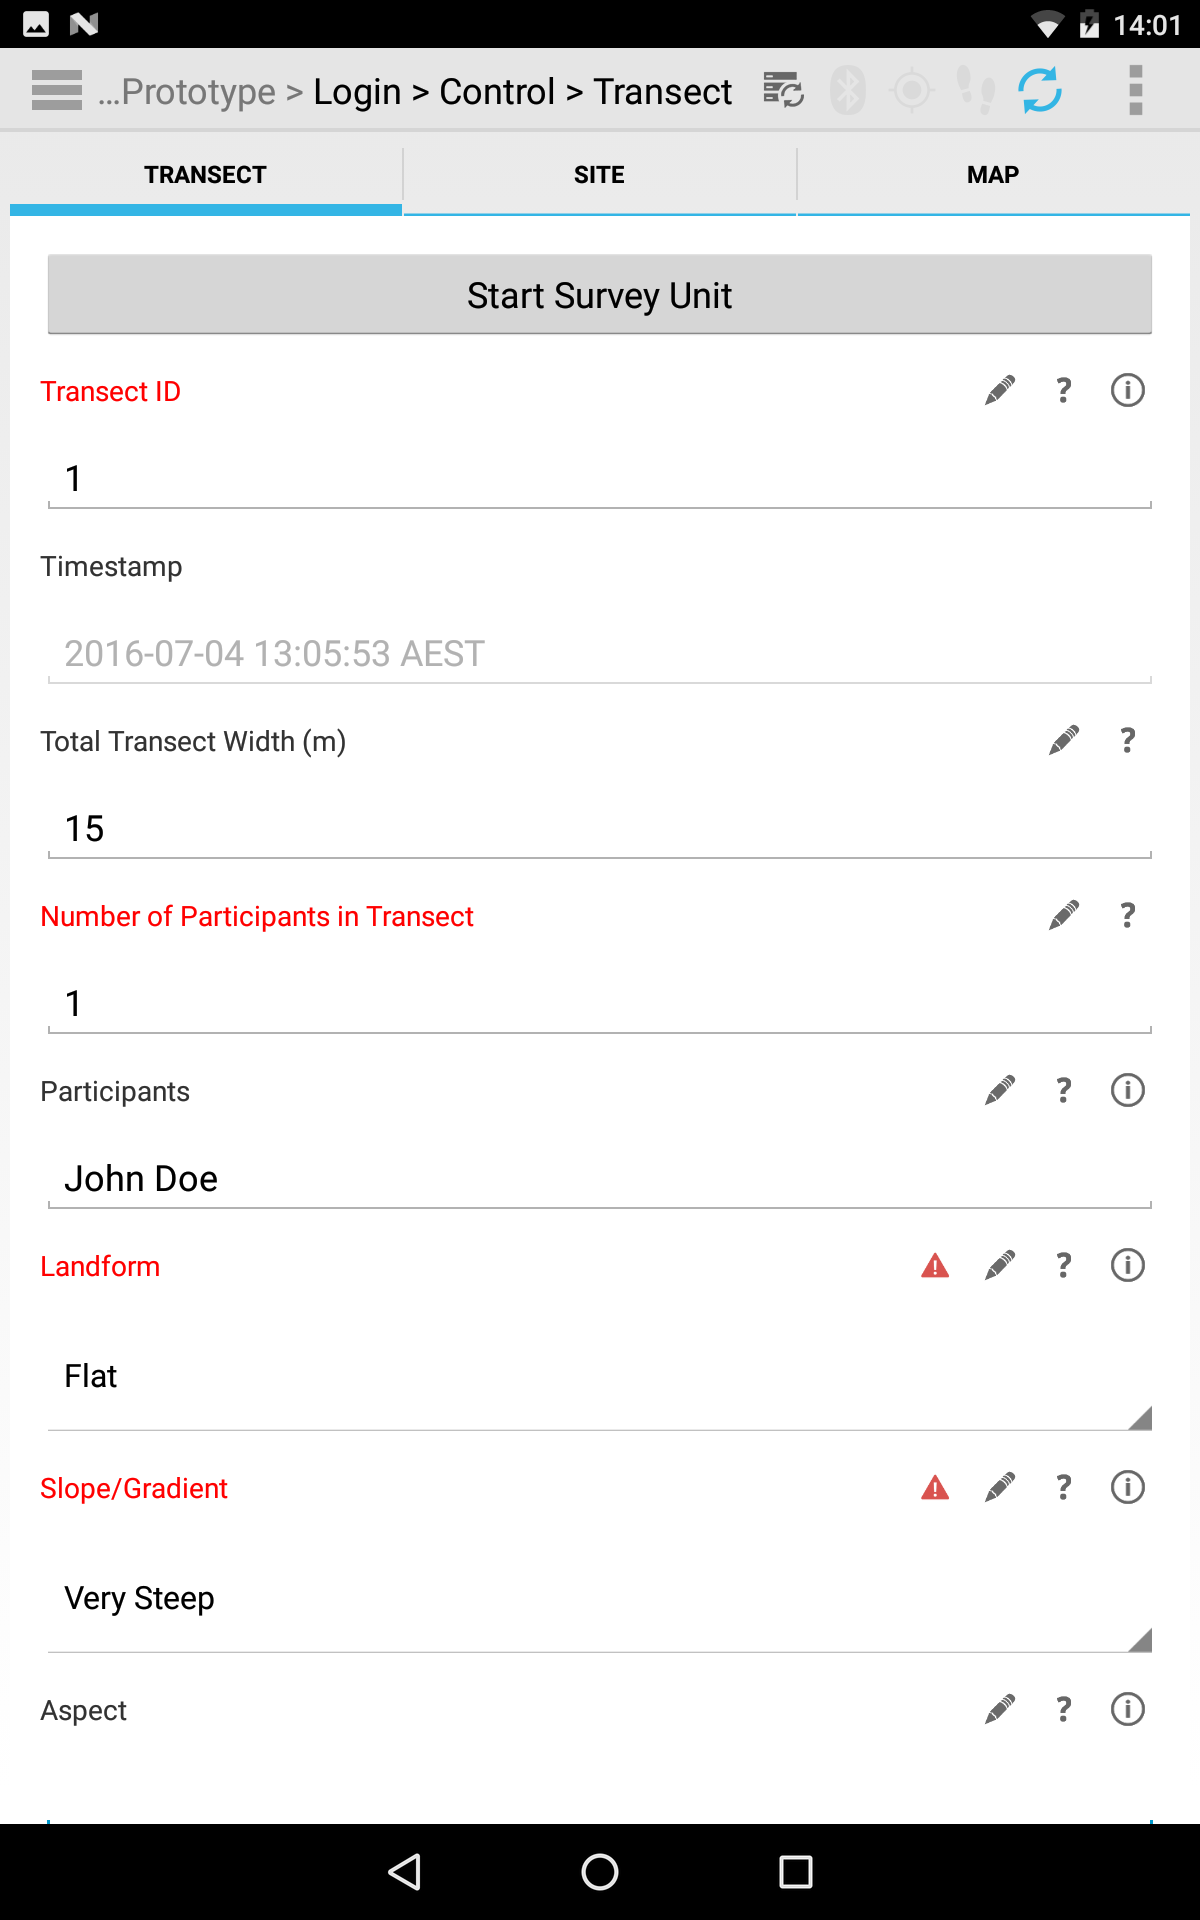 14:01
...Prototype > Login > Control > Transect
TRANSECT
SITE
MAP
Start Survey Unit
Transect ID
1
Timestamp
2016-07-04 13:05:53 AEST
Total Transect Width (m)
15
Number of Participants in Transect
1
Participants
John Doe
Landform
Flat
Slope/Gradient
Very Steep
Aspect